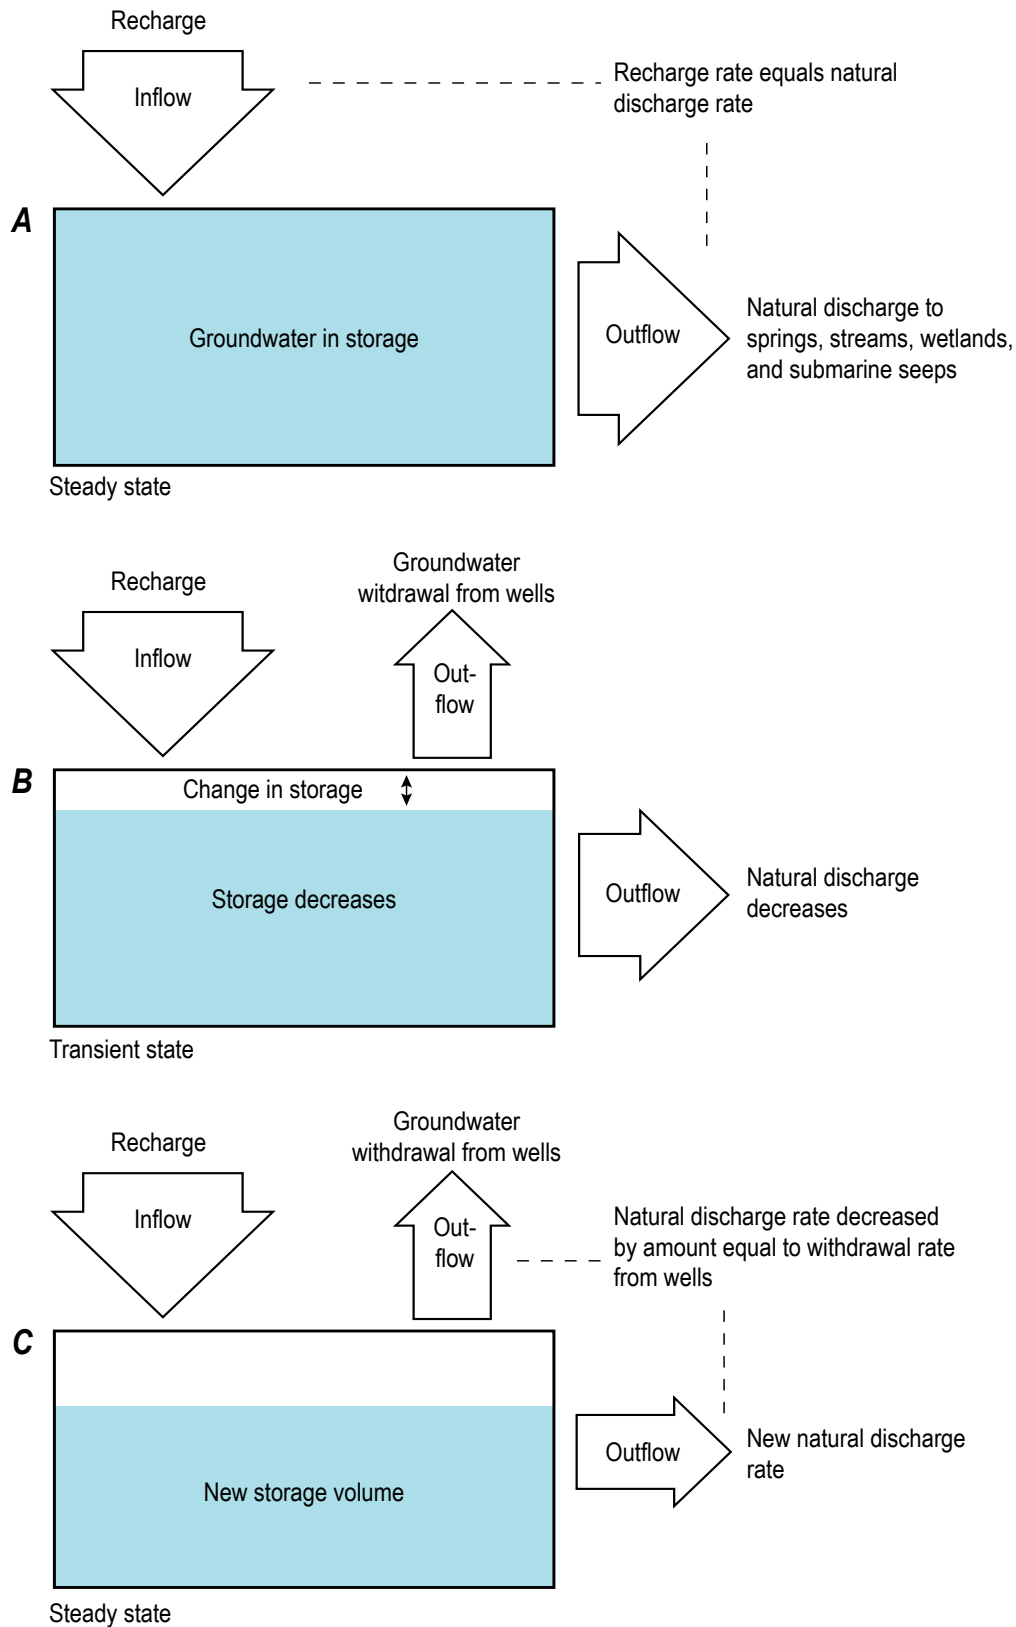 Recharge
Inflow
Recharge rate equals natural
discharge rate
A
Groundwater in storage
Outflow
Natural discharge to
springs, streams, wetlands,
and submarine seeps
Steady state
Recharge
Inflow
Groundwater
witdrawal from wells
Out-
flow
B
Change in storage
Storage decreases
Outflow
Natural discharge
decreases
Transient state
Recharge
Inflow
Groundwater
withdrawal from wells
Out-
flow
Natural discharge rate decreased
by amount equal to withdrawal rate
from wells
C
New storage volume
Outflow
New natural discharge
rate
Steady state